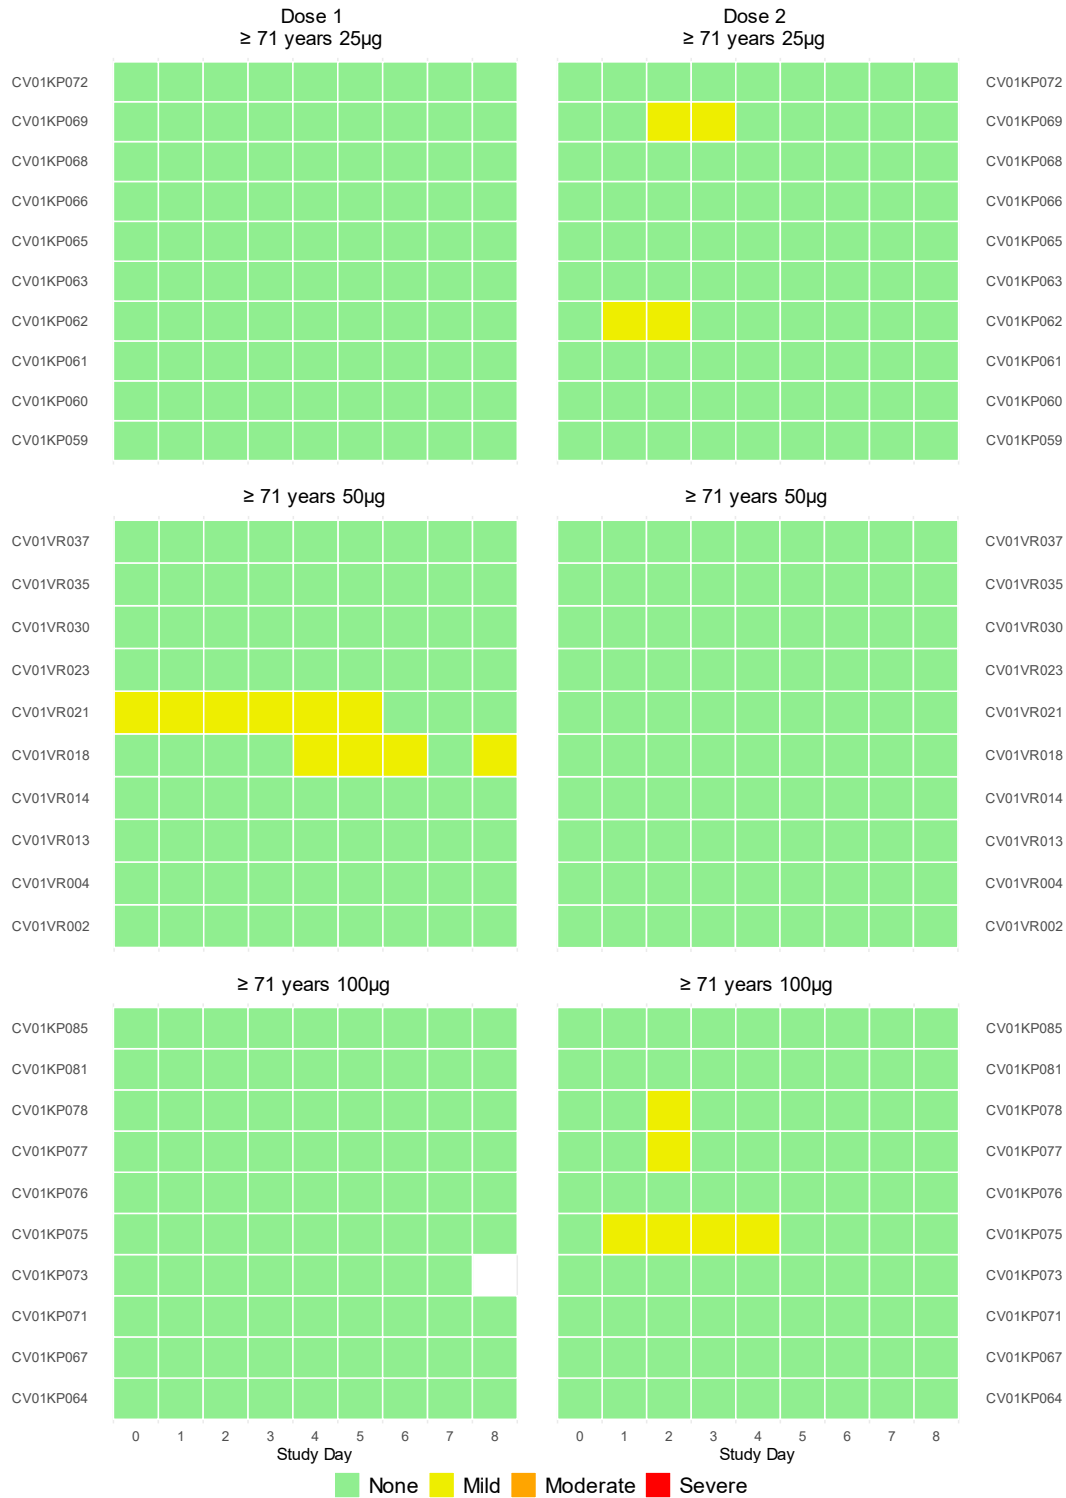 Dose 1
≥ 71 years 25µg
Dose 2
≥ 71 years 25µg
CV01KP072 CV01KP072
CV01KP069 CV01KP069
CV01KP068 CV01KP068
CV01KP066 CV01KP066
CV01KP065 CV01KP065
CV01KP063 CV01KP063
CV01KP062 CV01KP062
CV01KP061 CV01KP061
CV01KP060 CV01KP060
CV01KP059 CV01KP059
≥ 71 years 50µg ≥ 71 years 50µg
CV01VR037 CV01VR037
CV01VR035 CV01VR035
CV01VR030 CV01VR030
CV01VR023 CV01VR023
CV01VR021 CV01VR021
CV01VR018 CV01VR018
CV01VR014 CV01VR014
CV01VR013 CV01VR013
CV01VR004 CV01VR004
CV01VR002 CV01VR002
≥ 71 years 100µg ≥ 71 years 100µg
CV01KP085 CV01KP085
CV01KP081 CV01KP081
CV01KP078 CV01KP078
CV01KP077 CV01KP077
CV01KP076 CV01KP076
CV01KP075 CV01KP075
CV01KP073 CV01KP073
CV01KP071 CV01KP071
CV01KP067 CV01KP067
CV01KP064 CV01KP064
0 1 2 3 4 5 6 7 8 0 1 2 3 4 5 6 7 8
Study Day Study Day
None Mild Moderate Severe